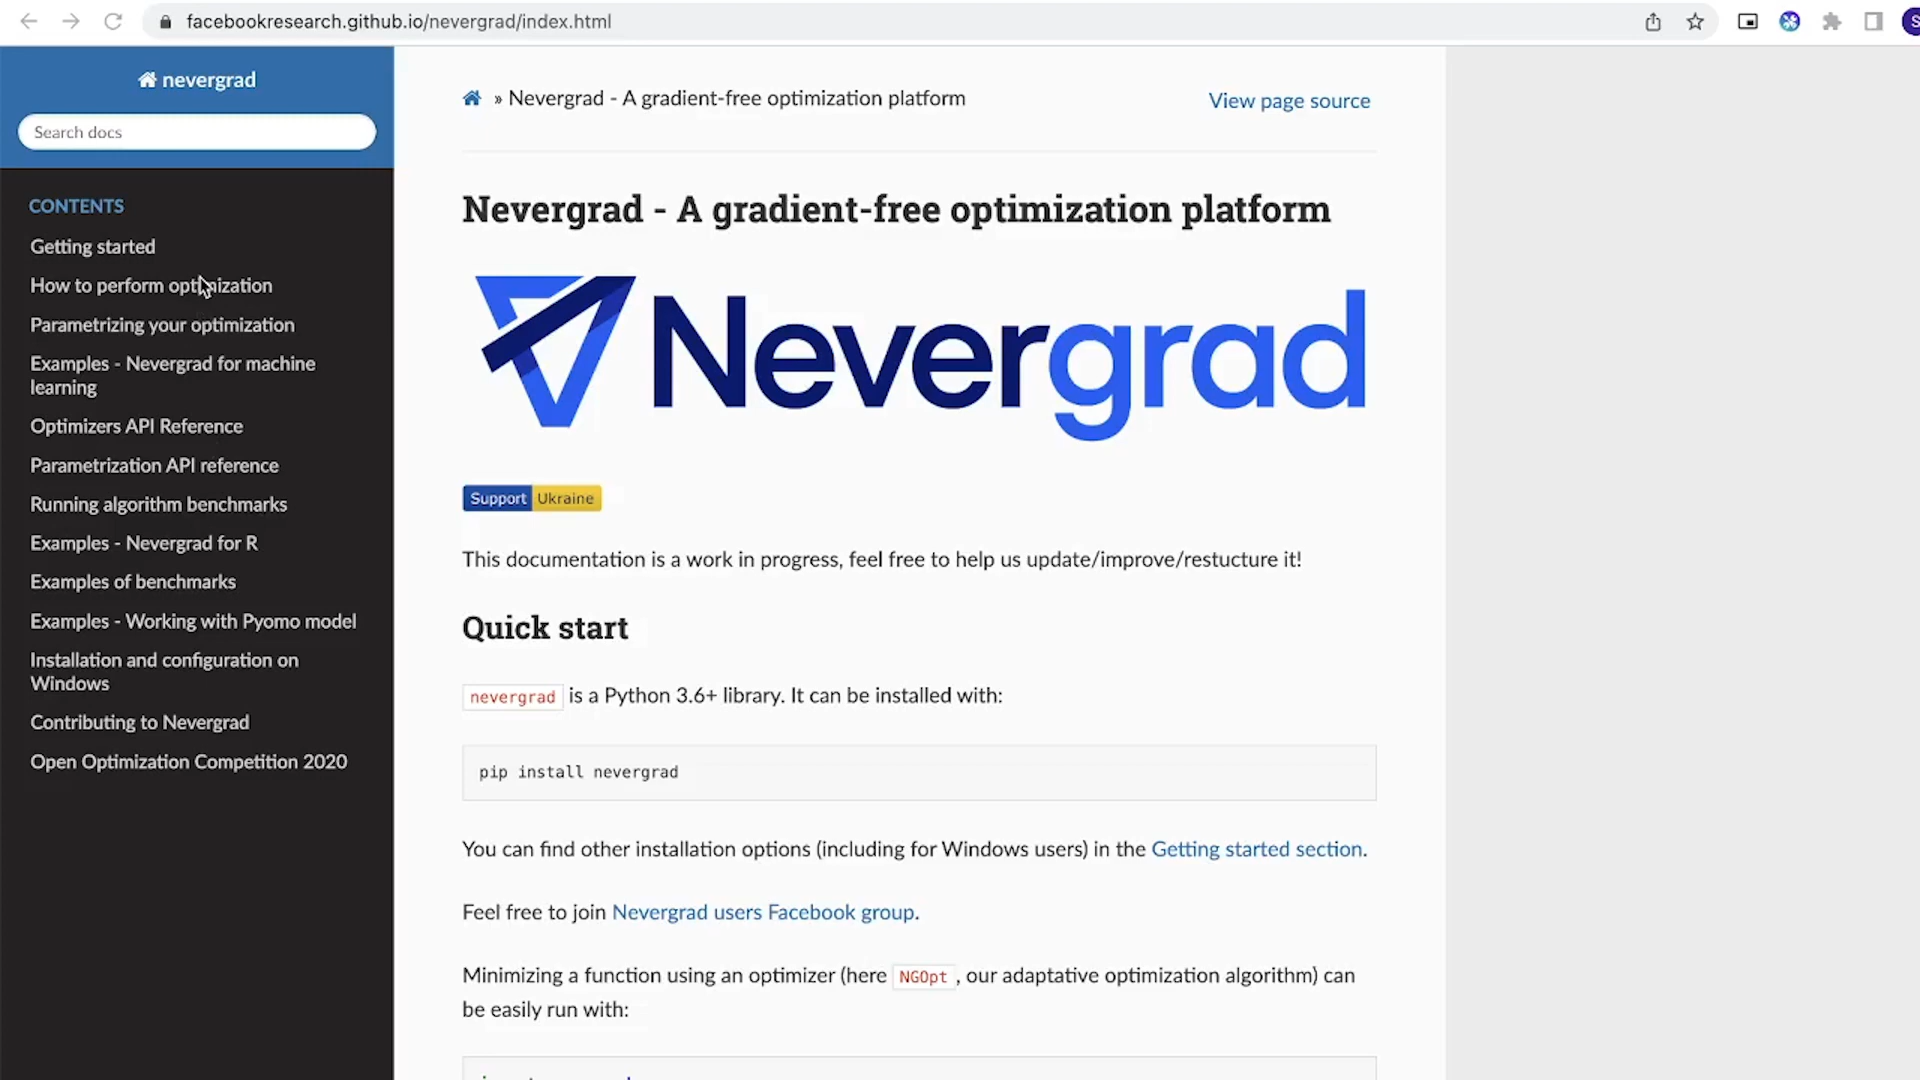 facebookresearch.github.io/nevergrad/index.html
S
nevergrad
Search docs
CONTENTS
Getting started
How to perform optimization
Parametrizing your optimization
Examples - Nevergrad for machine
learning
Optimizers API Reference
Parametrization API reference
Running algorithm benchmarks
Examples - Nevergrad for R
Examples of benchmarks
Examples - Working with Pyomo model
Installation and configuration on
Windows
Contributing to Nevergrad
Open Optimization Competition 2020
» Nevergrad - A gradient-free optimization platform
View page source
Nevergrad - A gradient-free optimization platform
Nevergrad
Support Ukraine
This documentation is a work in progress, feel free to help us update/improve/restucture it!
Quick start
nevergrad is a Python 3.6+ library. It can be installed with:
pip install nevergrad
You can find other installation options (including for Windows users) in the Getting started section.
Feel free to join Nevergrad users Facebook group.
Minimizing a function using an optimizer (here NGOpt, our adaptative optimization algorithm) can
be easily run with: